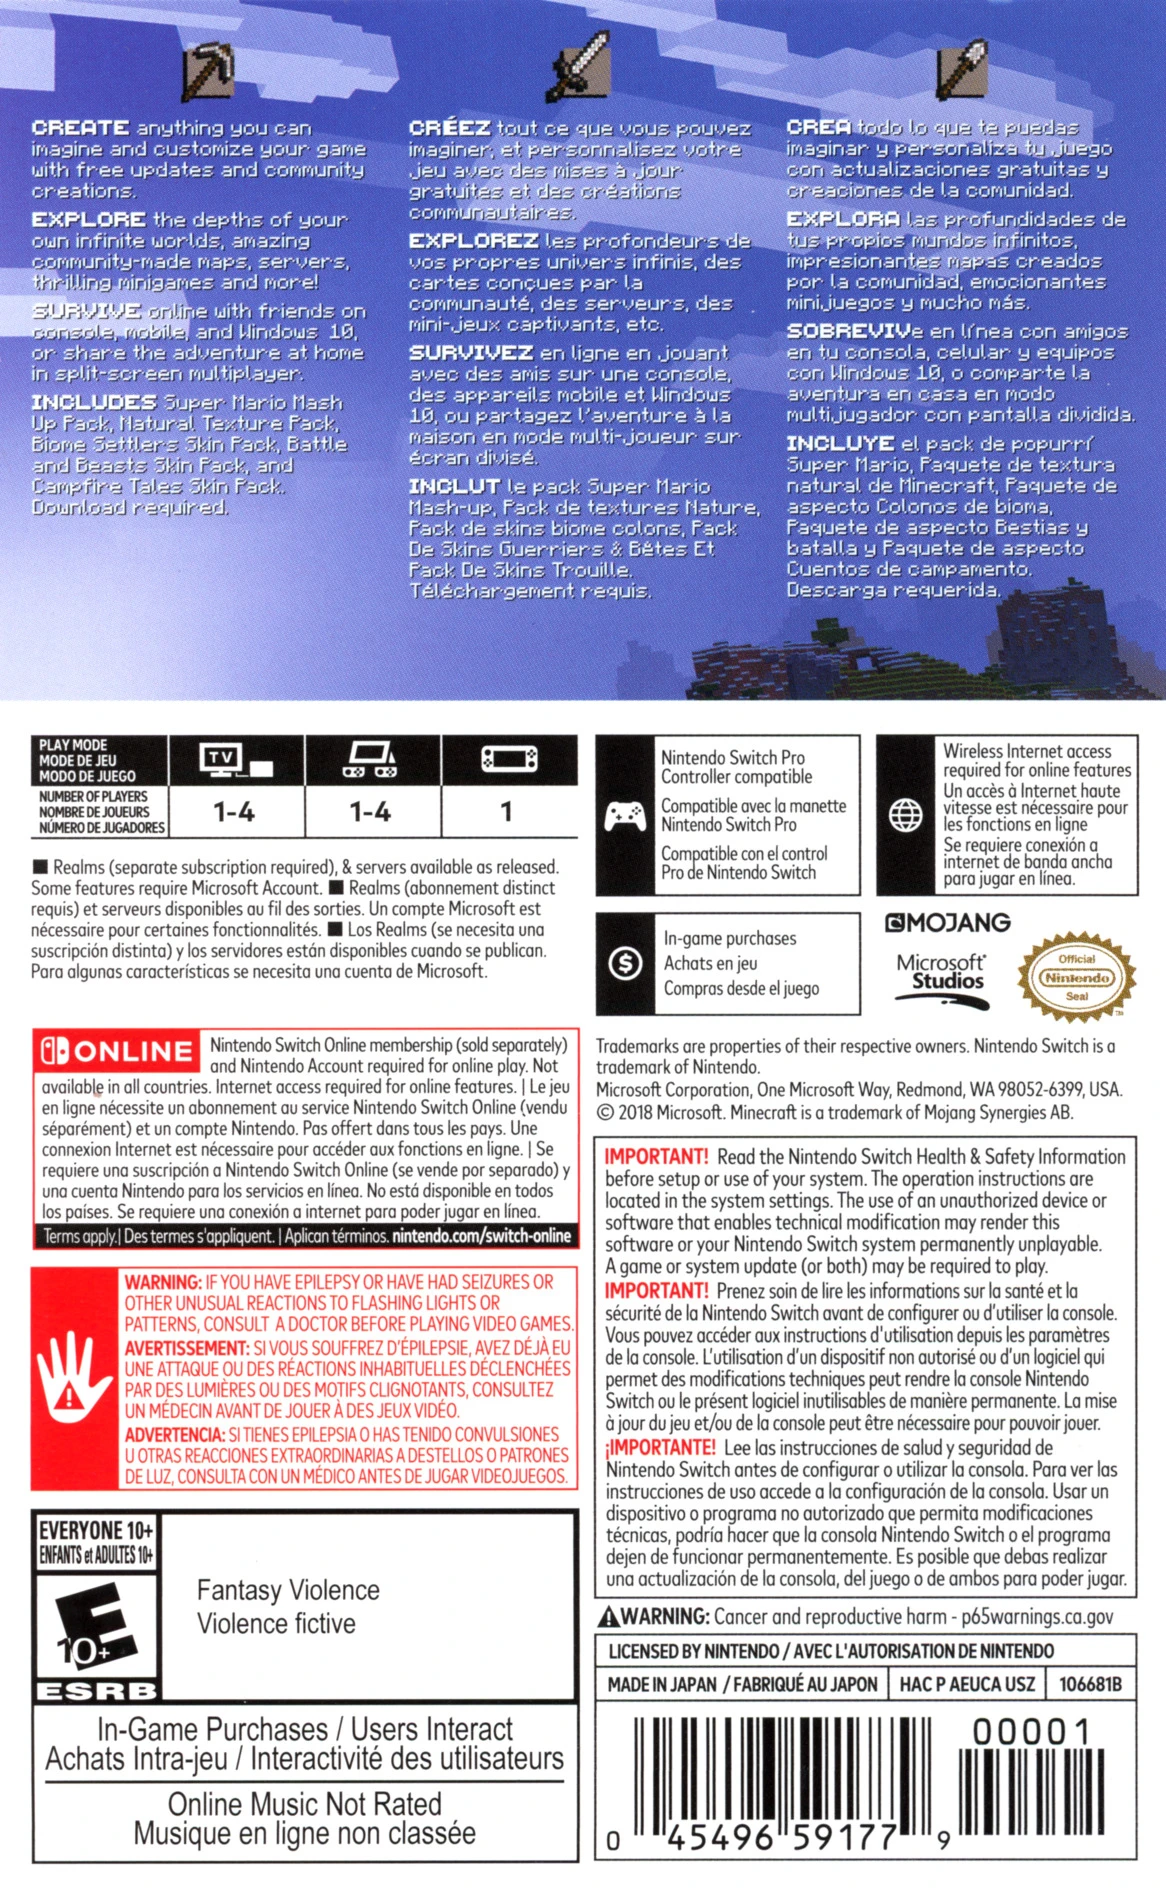 CREATE anything you can
imagine and customize your game
with free updates and community
creations.
EXPLORE the depths of your
own infinite worlds, amazing
community-made maps, servers,
thrilling minigames and more!
SURVIVE online with friends on
console, mobile, and Windows 10,
or share the adventure at home
in split-screen multiplayer.
INCLUDES Super Mario Mash
Up Pack, Natural Texture Pack,
Biome Settlers Skin Pack, Battle
and Beasts Skin Pack, and
Campfire Tales Skin Pack.
Download required.
CRÉEZ tout ce que vous pouvez
imaginer, et personnalisez votre
jeu avec des mises à jour
gratuites et des créations
communautaires.
EXPLOREZ les profondeurs de
vos propres univers infinis, des
cartes conçues par la
communauté, des serveurs, des
mini-jeux captivants, etc.
SURVIVEZ en ligne en jouant
avec des amis sur une console,
des appareils mobile et Windows
10, ou partagez l'aventure à la
maison en mode multi-joueur sur
écran divisé.
INCLUT le pack Super Mario
Mash-up, Pack de textures Nature,
Pack de skins biome colons, Pack
De Skins Guerriers & Bêtes Et
Pack De Skins Trouille.
Téléchargement requis.
CREA todo lo que te puedas
imaginar y personaliza tu juego
con actualizaciones gratuitas y
creaciones de la comunidad.
EXPLORA las profundidades de
tus propios mundos infinitos,
impresionantes mapas creados
por la comunidad, emocionantes
minijuegos y mucho más.
SOBREVIVe en línea con amigos
en tu consola, celular y equipos
con Windows 10, o comparte la
aventura en casa en modo
multijugador con pantalla dividida.
INCLUYE el pack de popurrí
Super Mario, Paquete de textura
natural de Minecraft, Paquete de
aspecto Colonos de bioma,
Paquete de aspecto Bestias y
batalla y Paquete de aspecto
Cuentos de campamento.
Descarga requerida.
PLAY MODE
MODE DE JEU
MODO DE JUEGO
TV
NUMBER OF PLAYERS
NOMBRE DE JOUEURS
NÚMERO DE JUGADORES
1-4
1-4
1
■ Realms (separate subscription required), & servers available as released.
Some features require Microsoft Account. ■ Realms (abonnement distinct
requis) et serveurs disponibles au fil des sorties. Un compte Microsoft est
nécessaire pour certaines fonctionnalités. ■ Los Realms (se necesita una
suscripción distinta) y los servidores están disponibles cuando se publican.
Para algunas características se necesita una cuenta de Microsoft.
Nintendo Switch Pro
Controller compatible
Compatible avec la manette
Nintendo Switch Pro
Compatible con el control
Pro de Nintendo Switch
Wireless Internet access
required for online features
Un accès à Internet haute
vitesse est nécessaire pour
les fonctions en ligne
Se requiere conexión a
internet de banda ancha
para jugar en línea.
In-game purchases
Achats en jeu
Compras desde el juego
MOJANG
Microsoft
Studios
Official
Nintendo
Seal
TM
ONLINE Nintendo Switch Online membership (sold separately)
and Nintendo Account required for online play. Not
available in all countries. Internet access required for online features. | Le jeu
en ligne nécessite un abonnement au service Nintendo Switch Online (vendu
séparément) et un compte Nintendo. Pas offert dans tous les pays. Une
connexion Internet est nécessaire pour accéder aux fonctions en ligne. | Se
requiere una suscripción a Nintendo Switch Online (se vende por separado) y
una cuenta Nintendo para los servicios en línea. No está disponible en todos
los países. Se requiere una conexión a internet para poder jugar en línea.
Terms apply.| Des termes s'appliquent. | Aplican términos. nintendo.com/switch-online
Trademarks are properties of their respective owners. Nintendo Switch is a
trademark of Nintendo.
Microsoft Corporation, One Microsoft Way, Redmond, WA 98052-6399, USA.
© 2018 Microsoft. Minecraft is a trademark of Mojang Synergies AB.
WARNING: IF YOU HAVE EPILEPSY OR HAVE HAD SEIZURES OR
OTHER UNUSUAL REACTIONS TO FLASHING LIGHTS OR
PATTERNS, CONSULT A DOCTOR BEFORE PLAYING VIDEO GAMES.
AVERTISSEMENT: SI VOUS SOUFFREZ D'ÉPILEPSIE, AVEZ DÉJÀ EU
UNE ATTAQUE OU DES RÉACTIONS INHABITUELLES DÉCLENCHÉES
PAR DES LUMIÈRES OU DES MOTIFS CLIGNOTANTS, CONSULTEZ
UN MÉDECIN AVANT DE JOUER À DES JEUX VIDÉO.
ADVERTENCIA: SI TIENES EPILEPSIA O HAS TENIDO CONVULSIONES
U OTRAS REACCIONES EXTRAORDINARIAS A DESTELLOS O PATRONES
DE LUZ, CONSULTA CON UN MÉDICO ANTES DE JUGAR VIDEOJUEGOS.
IMPORTANT! Read the Nintendo Switch Health & Safety Information
before setup or use of your system. The operation instructions are
located in the system settings. The use of an unauthorized device or
software that enables technical modification may render this
software or your Nintendo Switch system permanently unplayable.
A game or system update (or both) may be required to play.
IMPORTANT! Prenez soin de lire les informations sur la santé et la
sécurité de la Nintendo Switch avant de configurer ou d'utiliser la console.
Vous pouvez accéder aux instructions d'utilisation depuis les paramètres
de la console. L'utilisation d'un dispositif non autorisé ou d'un logiciel qui
permet des modifications techniques peut rendre la console Nintendo
Switch ou le présent logiciel inutilisables de manière permanente. La mise
à jour du jeu et/ou de la console peut être nécessaire pour pouvoir jouer.
¡IMPORTANTE! Lee las instrucciones de salud y seguridad de
Nintendo Switch antes de configurar o utilizar la consola. Para ver las
instrucciones de uso accede a la configuración de la consola. Usar un
dispositivo o programa no autorizado que permita modificaciones
técnicas, podría hacer que la consola Nintendo Switch o el programa
dejen de funcionar permanentemente. Es posible que debas realizar
una actualización de la consola, del juego o de ambos para poder jugar.
EVERYONE 10+
ENFANTS et ADULTES 10+
E
10+
ESRB
Fantasy Violence
Violence fictive
In-Game Purchases / Users Interact
Achats Intra-jeu / Interactivité des utilisateurs
Online Music Not Rated
Musique en ligne non classée
WARNING: Cancer and reproductive harm - p65warnings.ca.gov
LICENSED BY NINTENDO / AVEC L'AUTORISATION DE NINTENDO
MADE IN JAPAN / FABRIQUÉ AU JAPON HAC P AEUCA USZ 106681B
00001
0 45496 59177 9